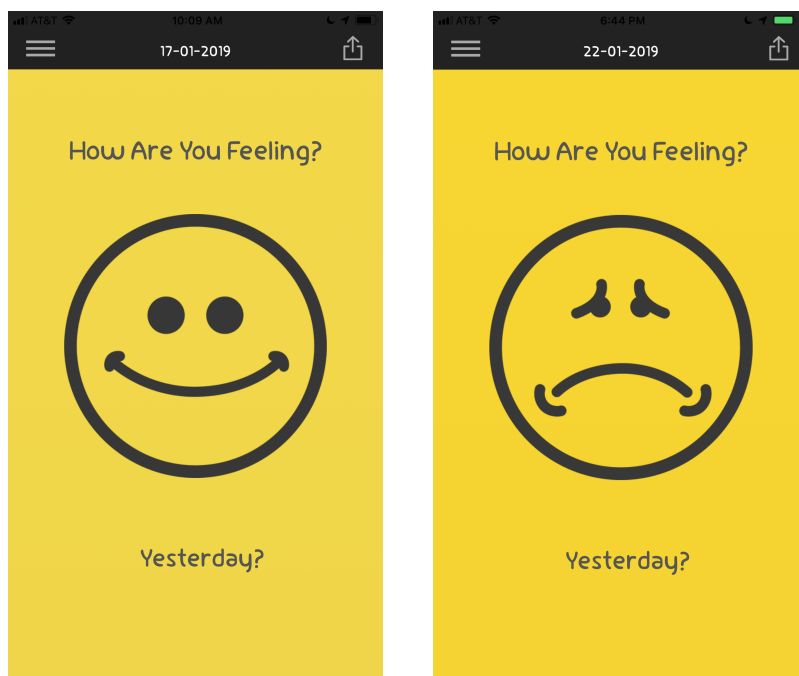 AT&T 10:09 AM
17-01-2019
How Are You Feeling?
Yesterday?
AT&T 6:44 PM
22-01-2019
How Are You Feeling?
Yesterday?